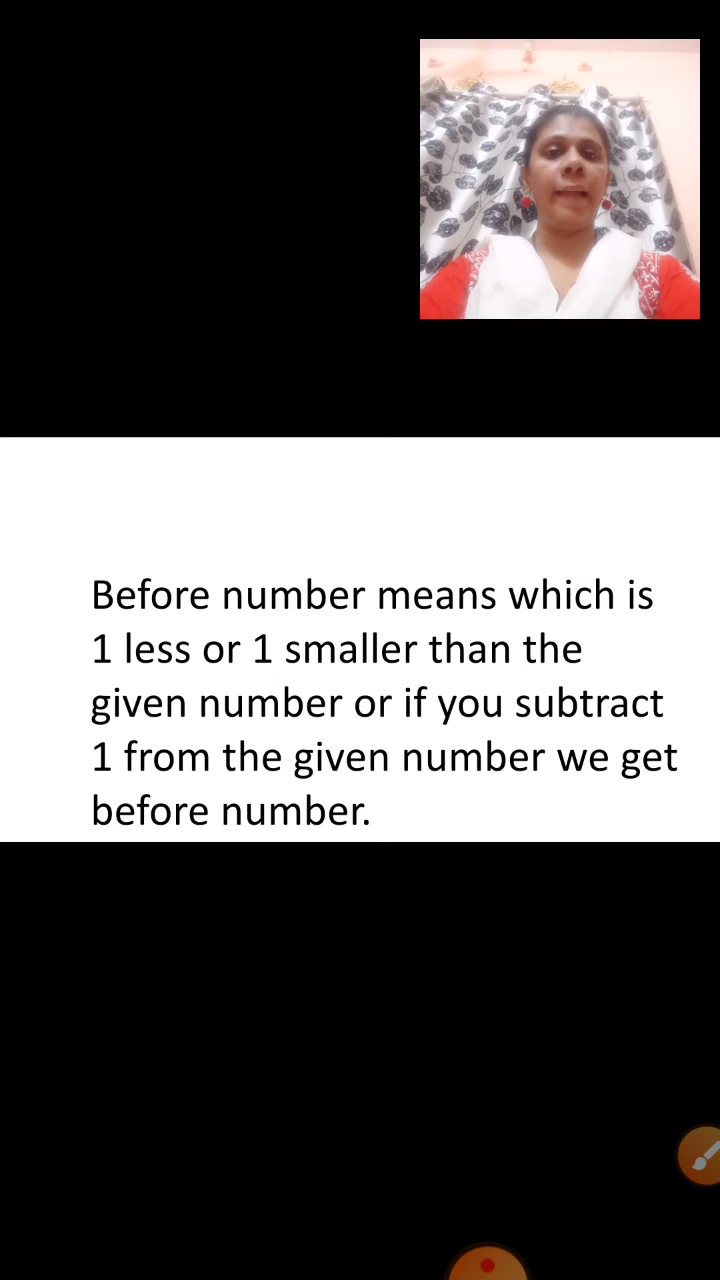 Before number means which is
1 less or 1 smaller than the
given number or if you subtract
1 from the given number we get
before number.